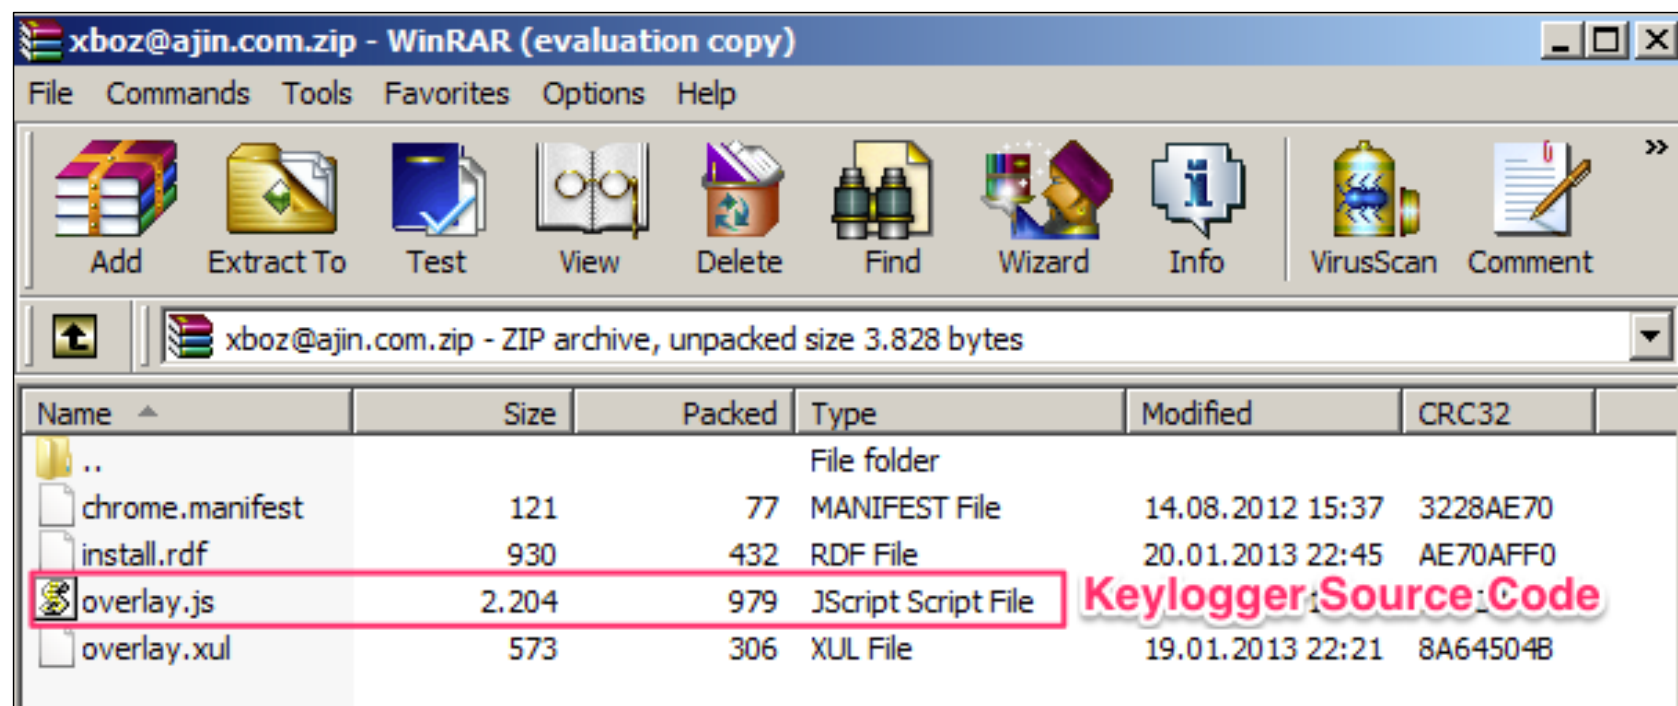 xboz@ajin.com.zip - WinRAR (evaluation copy)
File Commands Tools Favorites Options Help
Add Extract To Test View Delete Find Wizard Info VirusScan Comment »
xboz@ajin.com.zip - ZIP archive, unpacked size 3.828 bytes
Name Size Packed Type Modified CRC32
.. File folder
chrome.manifest 121 77 MANIFEST File 14.08.2012 15:37 3228AE70
install.rdf 930 432 RDF File 20.01.2013 22:45 AE70AFF0
overlay.js 2.204 979 JScript Script File Keylogger Source Code
overlay.xul 573 306 XUL File 19.01.2013 22:21 8A64504B